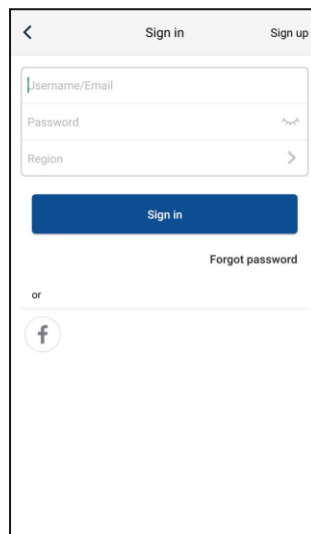 Sign in Sign up
Username/Email
Password
Region
Sign in
Forgot password
or